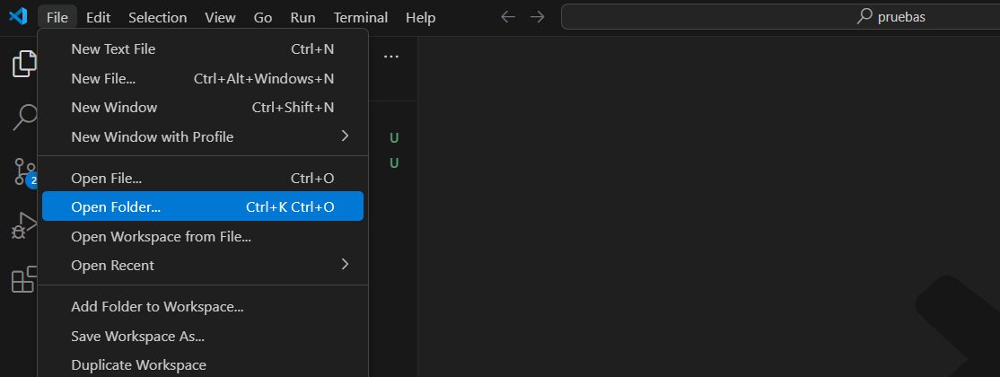 File Edit Selection View Go Run Terminal Help pruebas
New Text File Ctrl+N
New File... Ctrl+Alt+Windows+N
New Window Ctrl+Shift+N
New Window with Profile
U
U
Open File... Ctrl+O
2
Open Folder... Ctrl+K Ctrl+O
Open Workspace from File...
Open Recent
Add Folder to Workspace...
Save Workspace As...
Duplicate Workspace